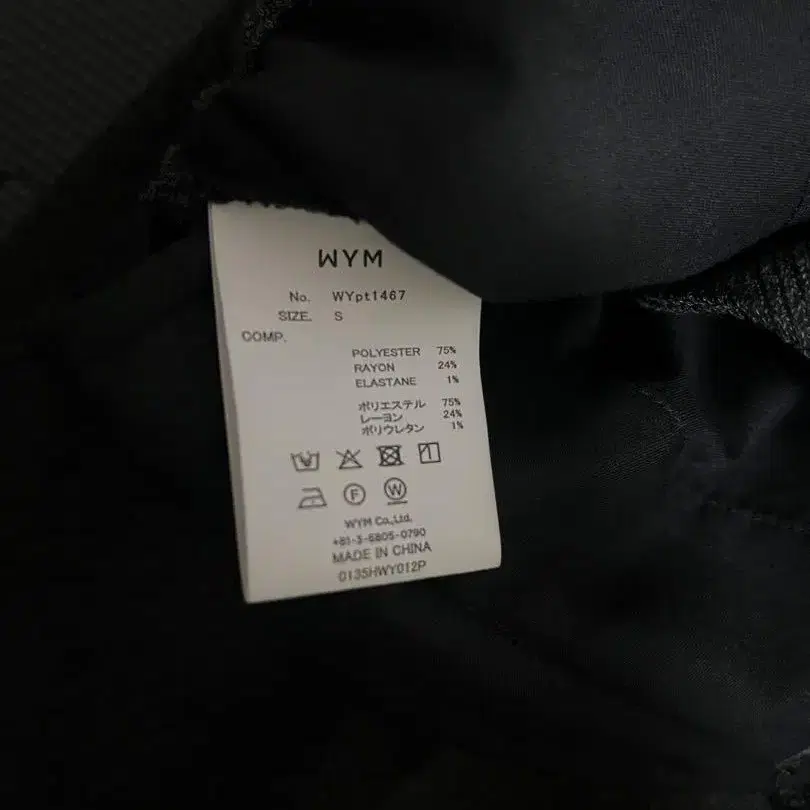 WYM
No. WYpt1467
SIZE. S
COMP.
POLYESTER 75%
RAYON 24%
ELASTANE 1%
ポリエステル 75%
レーヨン 24%
ポリウレタン 1%
F W
WYM Co.,Ltd.
+81-3-6805-0790
MADE IN CHINA
0135HWY012P